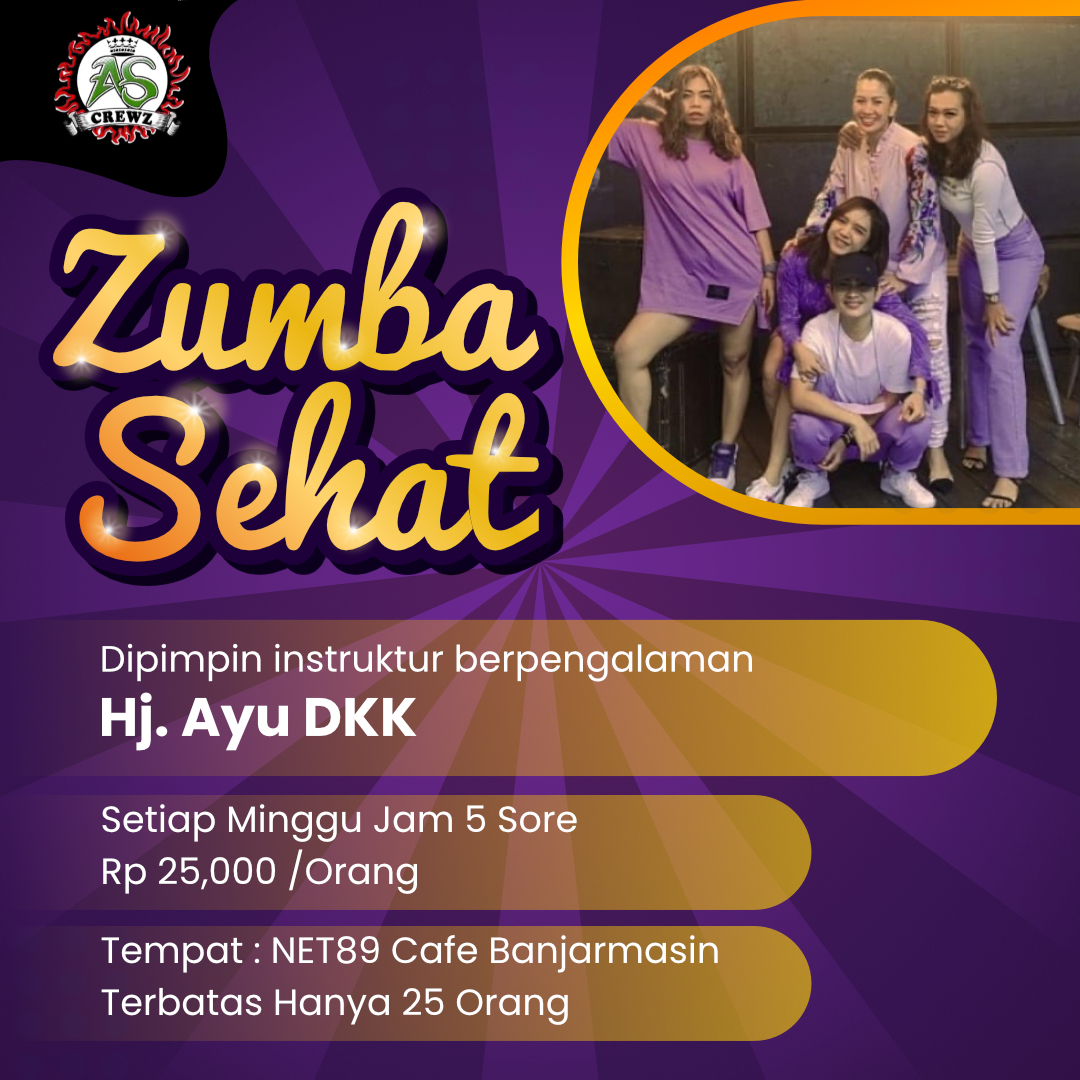 AS
CREWZ
Zumba
Sehat
Dipimpin instruktur berpengalaman
Hj. Ayu DKK
Setiap Minggu Jam 5 Sore
Rp 25,000 /Orang
Tempat : NET89 Cafe Banjarmasin
Terbatas Hanya 25 Orang